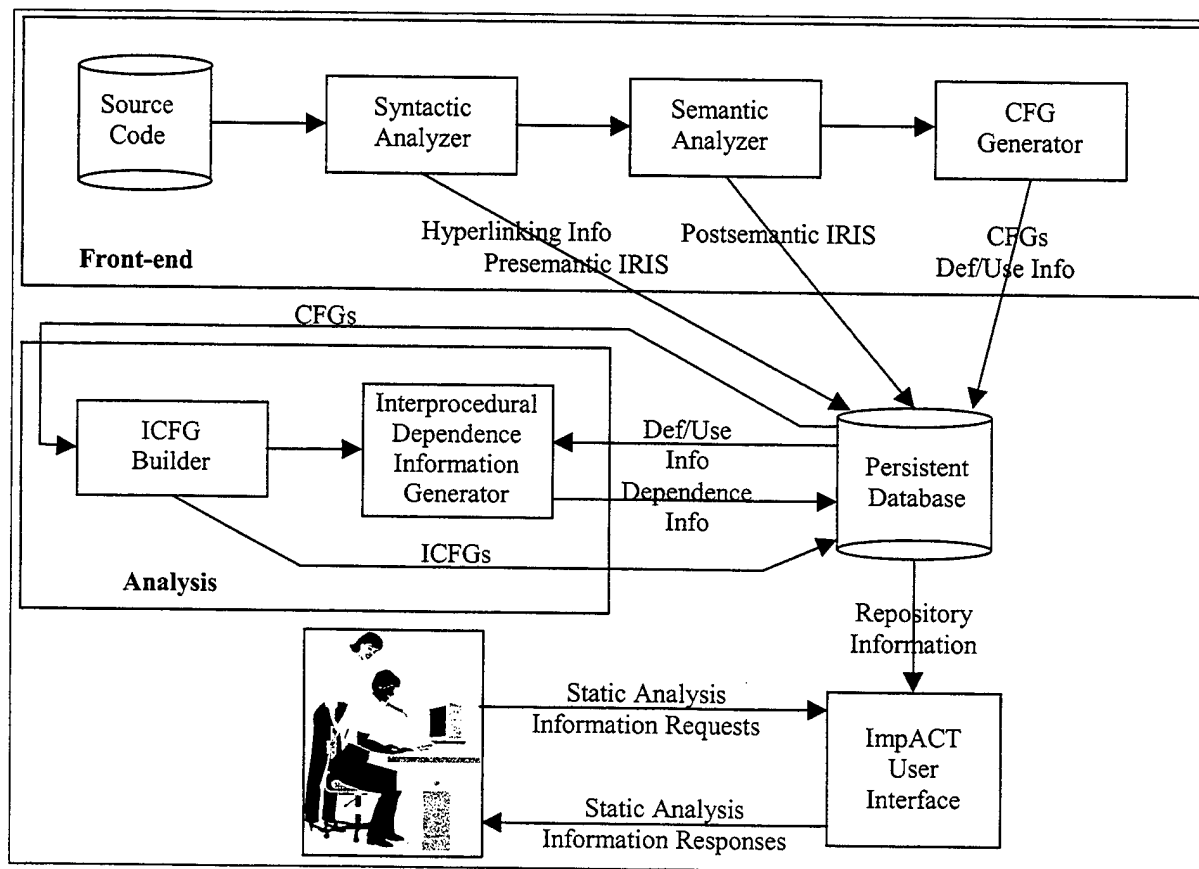 Source
Code
Syntactic
Analyzer
Semantic
Analyzer
CFG
Generator
Hyperlinking Info
Presemantic IRIS
Postsemantic IRIS
CFGs
Def/Use Info
Front-end
CFGs
ICFG
Builder
Interprocedural
Dependence
Information
Generator
Def/Use
Info
Dependence
Info
Persistent
Database
ICFGs
Analysis
Repository
Information
Static Analysis
Information Requests
ImpACT
User
Interface
Static Analysis
Information Responses